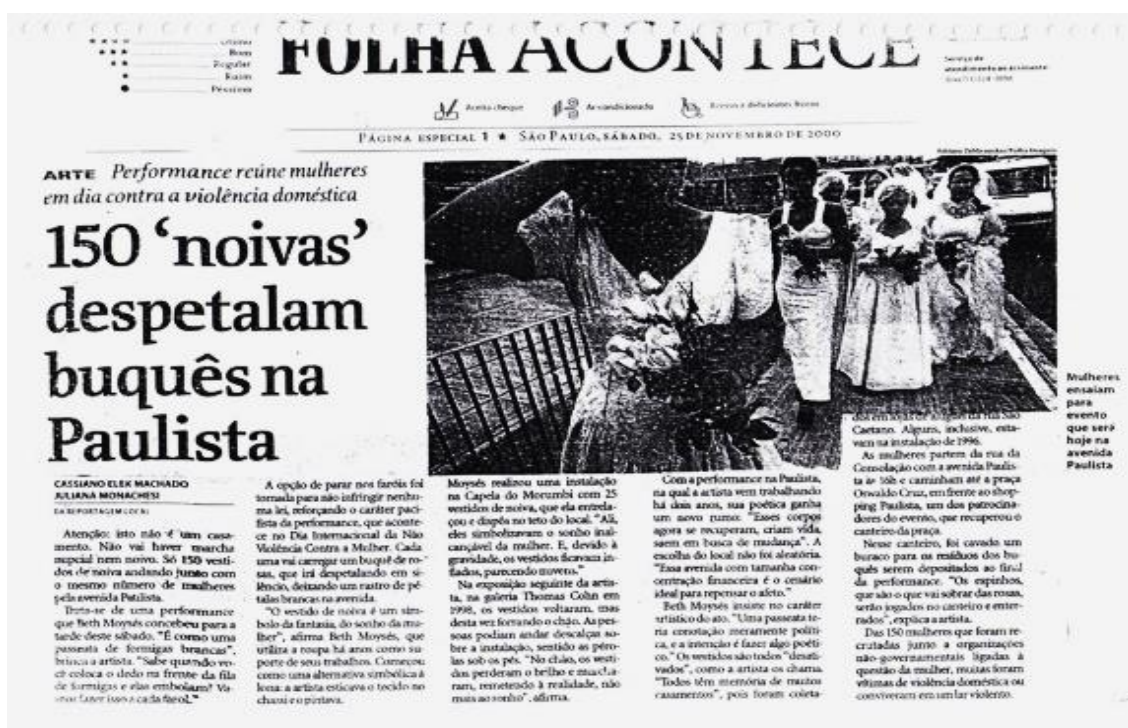 Bom
Regular
Ruim
Péssimo
FOLHA ACONTECE
Serviço de
atendimento ao assinante
Aceita cheque
Ar-condicionado
PÁGINA ESPECIAL 1 ★ SÃO PAULO, SÁBADO, 25 DE NOVEMBRO DE 2000
ARTE Performance reúne mulheres
em dia contra a violência doméstica
150 ‘noivas’
despetalam
buquês na
Paulista
Mulheres
ensaiam
para
evento
que será
hoje na
avenida
Paulista
CASSIANO ELEK MACHADO
JULIANA MONACHESI
DA REPORTAGEM LOCAL
Atenção: isto não é um casa-
mento. Não vai haver marcha
nupcial nem noivo. Só 150 vesti-
dos de noiva andando junto com
o mesmo número de mulheres
pela avenida Paulista.
Trata-se de uma performance
que Beth Moysés concebeu para a
tarde deste sábado. "É como uma
passeata de formigas brancas",
brinca a artista. "Sabe quando vo-
cê coloca o dedo na frente da fila
de formigas e elas embolam? Va-
mos fazer isso a cada farol."
A opção de parar nos faróis foi
tomada para não infringir nenhu-
ma lei, reforçando o caráter paci-
fista da performance, que aconte-
ce no Dia Internacional da Não
Violência Contra a Mulher. Cada
uma vai carregar um buquê de ro-
sas, que irá despetalando em si-
lêncio, deixando um rastro de pé-
talas brancas na avenida.
"O vestido de noiva é um sím-
bolo da fantasia, do sonho da mu-
lher", afirma Beth Moysés, que
utiliza a roupa há anos como su-
porte de seus trabalhos. Começou
como uma alternativa simbólica à
lona: a artista esticava o tecido no
chassi e o pintava.
Moysés realizou uma instalação
na Capela do Morumbi com 25
vestidos de noiva, que ela entrela-
çou e dispôs no teto do local. "Ali,
eles simbolizavam o sonho inal-
cançável da mulher. E, devido à
gravidade, os vestidos ficavam in-
flados, parecendo nuvens."
Na exposição seguinte da artis-
ta, na galeria Thomas Cohn em
1998, os vestidos voltaram, mas
desta vez forrando o chão. As pes-
soas podiam andar descalças so-
bre a instalação, sentido as péro-
las sob os pés. "No chão, os vesti-
dos perderam o brilho e mucha-
ram, remetendo à realidade, não
mais ao sonho", afirma.
Com a performance na Paulista,
na qual a artista vem trabalhando
há dois anos, sua poética ganha
um novo rumo: "Esses corpos
agora se recuperam, criam vida,
saem em busca de mudança". A
escolha do local não foi aleatória.
"Essa avenida com tamanha con-
centração financeira é o cenário
ideal para repensar o afeto."
Beth Moysés insiste no caráter
artístico do ato. "Uma passeata te-
ria conotação meramente políti-
ca, e a intenção é fazer algo poéti-
co." Os vestidos são todos "desati-
vados", como a artista os chama.
"Todos têm memória de muitos
casamentos", pois foram coleta-
dos em lojas de aluguel da rua São
Caetano. Alguns, inclusive, esta-
vam na instalação de 1996.
As mulheres partem da rua da
Consolação com a avenida Paulis-
ta às 16h e caminham até a praça
Oswaldo Cruz, em frente ao shop-
ping Paulista, um dos patrocina-
dores do evento, que recuperou o
canteiro da praça.
Nesse canteiro, foi cavado um
buraco para os resíduos dos bu-
quês serem depositados ao final
da performance. "Os espinhos,
que são o que vai sobrar das rosas,
serão jogados no canteiro e enter-
rados", explica a artista.
Das 150 mulheres que foram re-
crutadas junto a organizações
não-governamentais ligadas à
questão da mulher, muitas foram
vítimas de violência doméstica ou
conviveram em um lar violento.